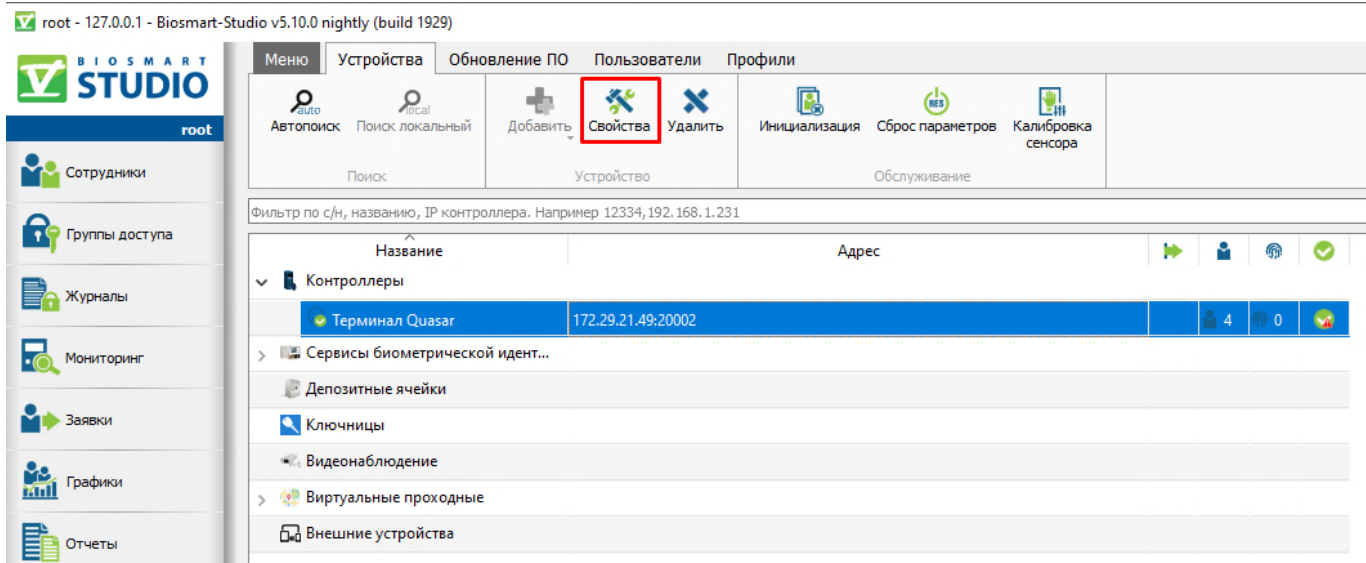 root - 127.0.0.1 - Biosmart-Studio v5.10.0 nightly (build 1929)
BIOSMART
STUDIO
root
Меню Устройства Обновление ПО Пользователи Профили
auto local RES
Автопоиск Поиск локальный Добавить Свойства Удалить Инициализация Сброс параметров Калибровка
сенсора
Поиск Устройство Обслуживание
Сотрудники
Группы доступа
Журналы
Мониторинг
Заявки
Графики
Отчеты
Фильтр по с/н, названию, IP контроллера. Например 12334,192.168.1.231
Название Адрес
Контроллеры
Терминал Quasar 172.29.21.49:20002 4 0
Сервисы биометрической идент...
Депозитные ячейки
Ключницы
Видеонаблюдение
Виртуальные проходные
Внешние устройства